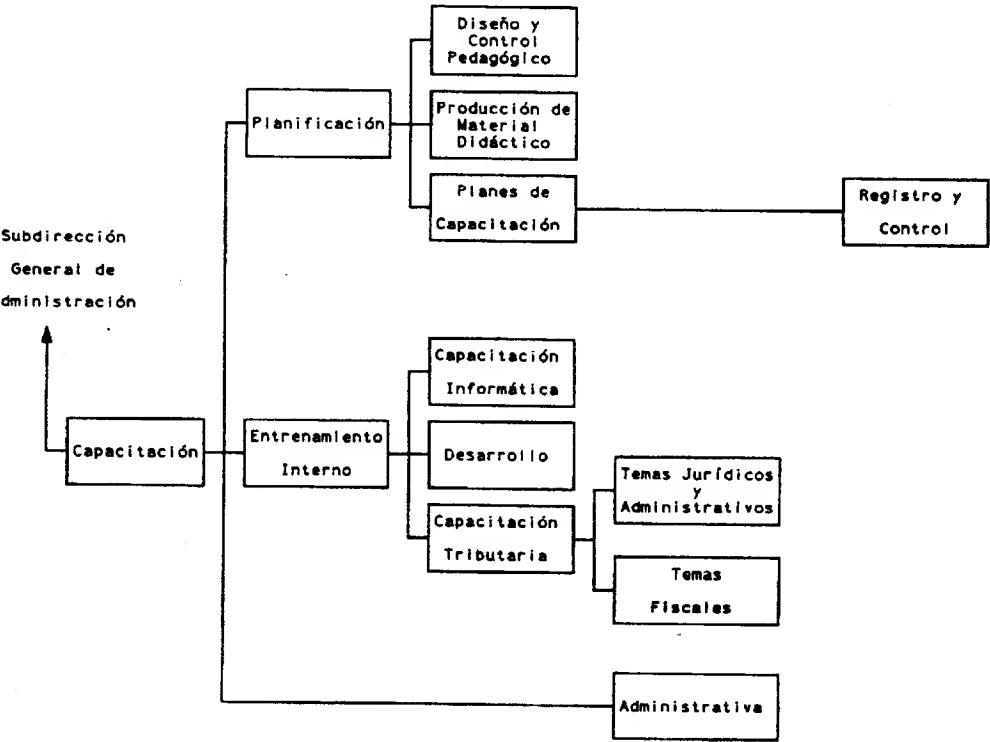 Diseño y
Control
Pedagógico
Planificación
Producción de
Material
Didáctico
Planes de
Capacitación
Registro y
Control
Subdirección
General de
dministración
Capacitación
Informática
Capacitación
Entrenamiento
Interno
Desarrollo
Capacitación
Tributaria
Temas Jurídicos
y
Administrativos
Temas
Fiscales
Administrativa